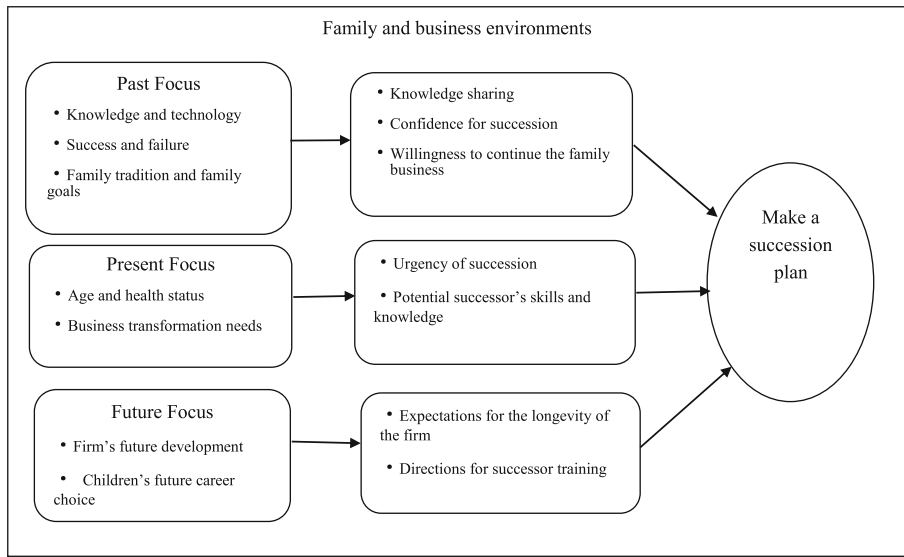 Family and business environments
Past Focus
• Knowledge and technology
• Success and failure
• Family tradition and family
goals
• Knowledge sharing
• Confidence for succession
• Willingness to continue the family
business
Present Focus
• Age and health status
• Business transformation needs
• Urgency of succession
• Potential successor’s skills and
knowledge
Future Focus
• Firm’s future development
• Children’s future career
choice
• Expectations for the longevity of
the firm
• Directions for successor training
Make a
succession
plan